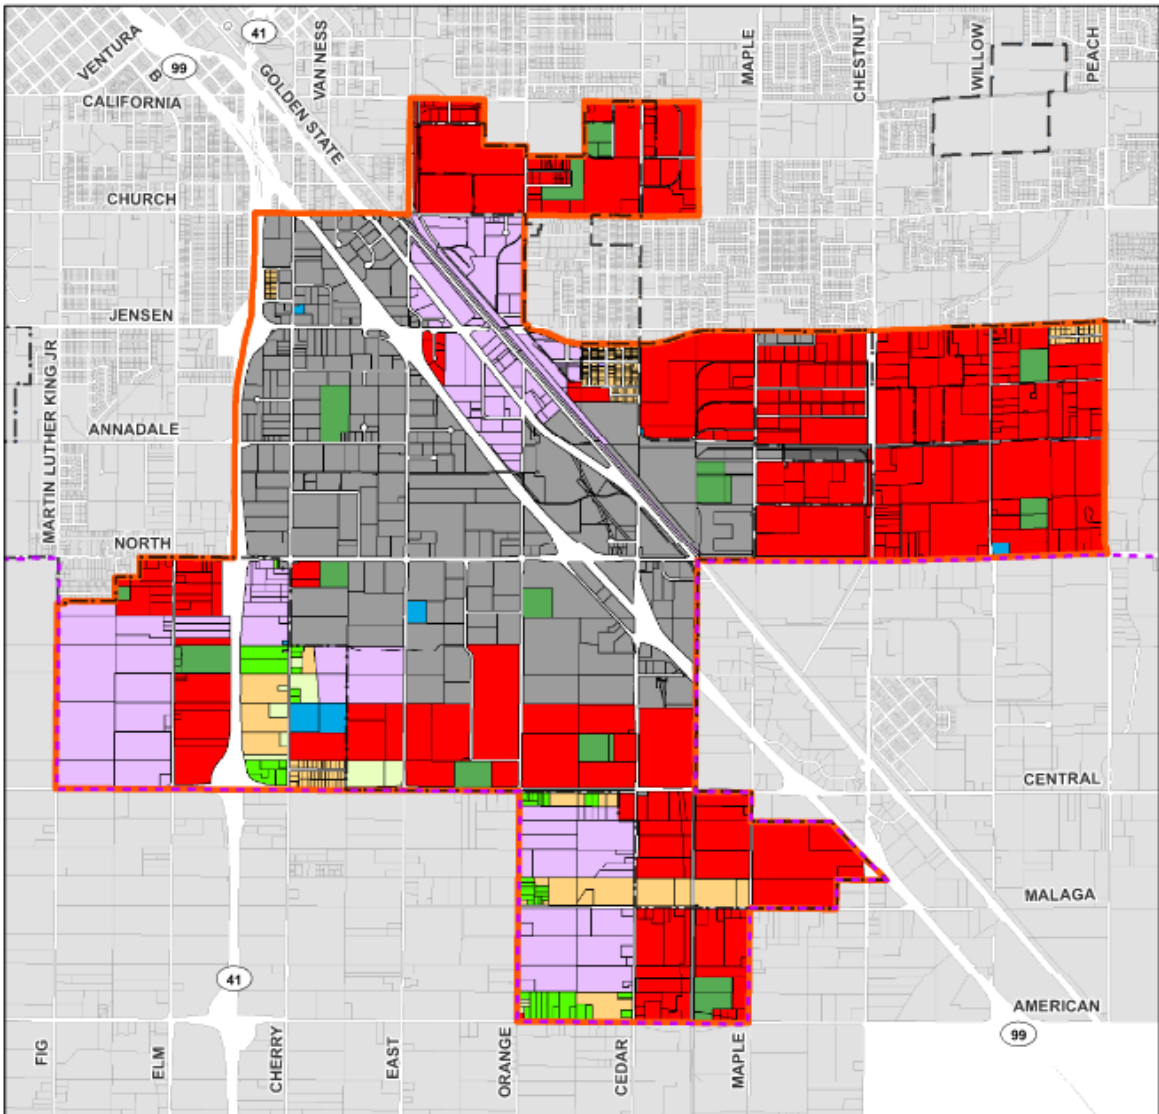 41
VENTURA
B
99
GOLDEN STATE
VAN NESS
MAPLE
CHESTNUT
WILLOW
PEACH
CALIFORNIA
CHURCH
JENSEN
MARTIN LUTHER KING JR
ANNADALE
NORTH
CENTRAL
MALAGA
41
AMERICAN
99
FIG
ELM
CHERRY
EAST
ORANGE
CEDAR
MAPLE